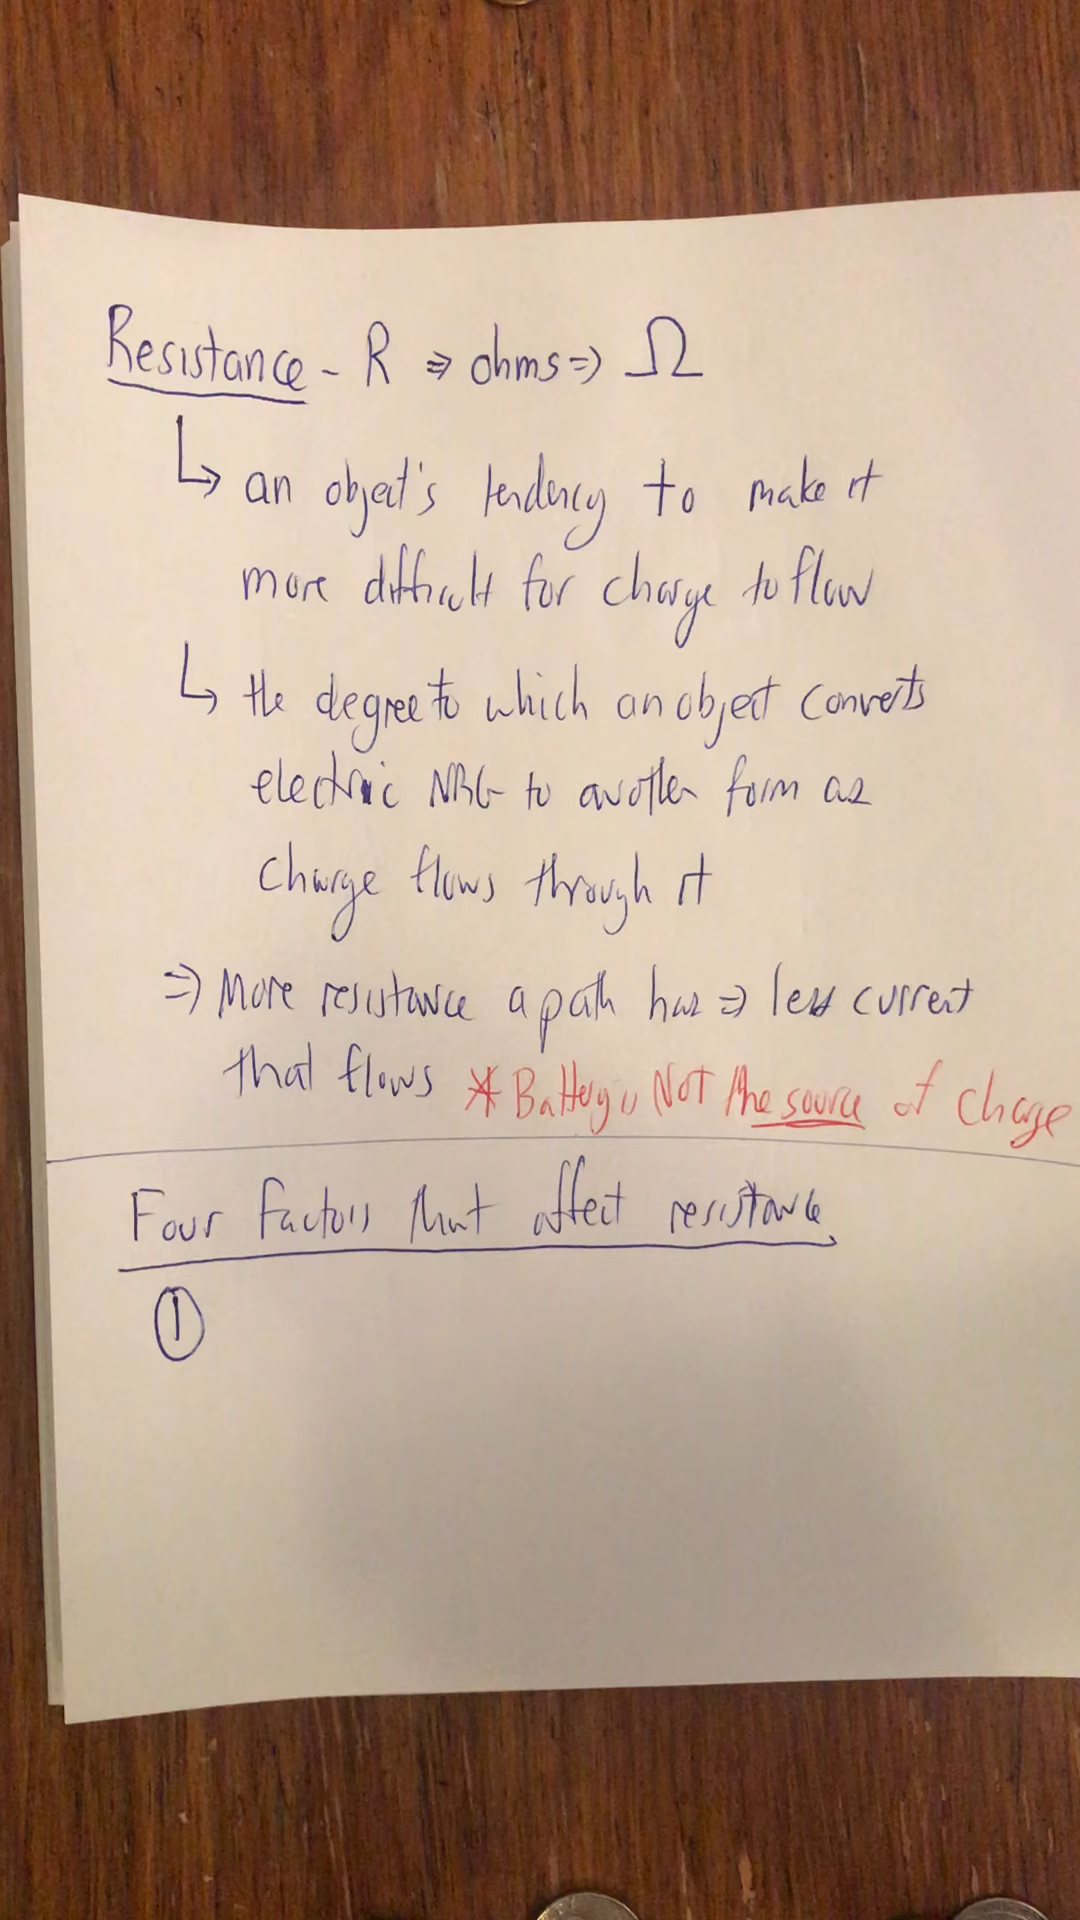 Resistance - R => ohms => Ω
↳ an object's tendency to make it
more difficult for charge to flow
↳ the degree to which an object converts
electric NRG to another form as
charge flows through it
=> More resistance a path has => less current
that flows * Battery is NOT the source of charge
Four factors that affect resistance
①